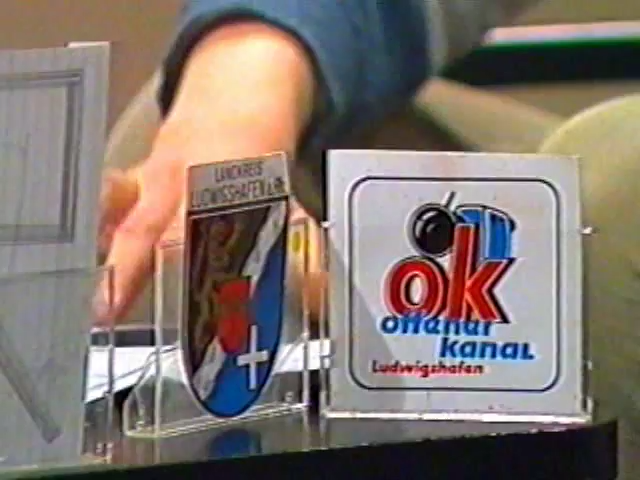 LANDKREIS
LUDWIGSHAFEN a.Rh.
ok
offener
kanal
Ludwigshafen